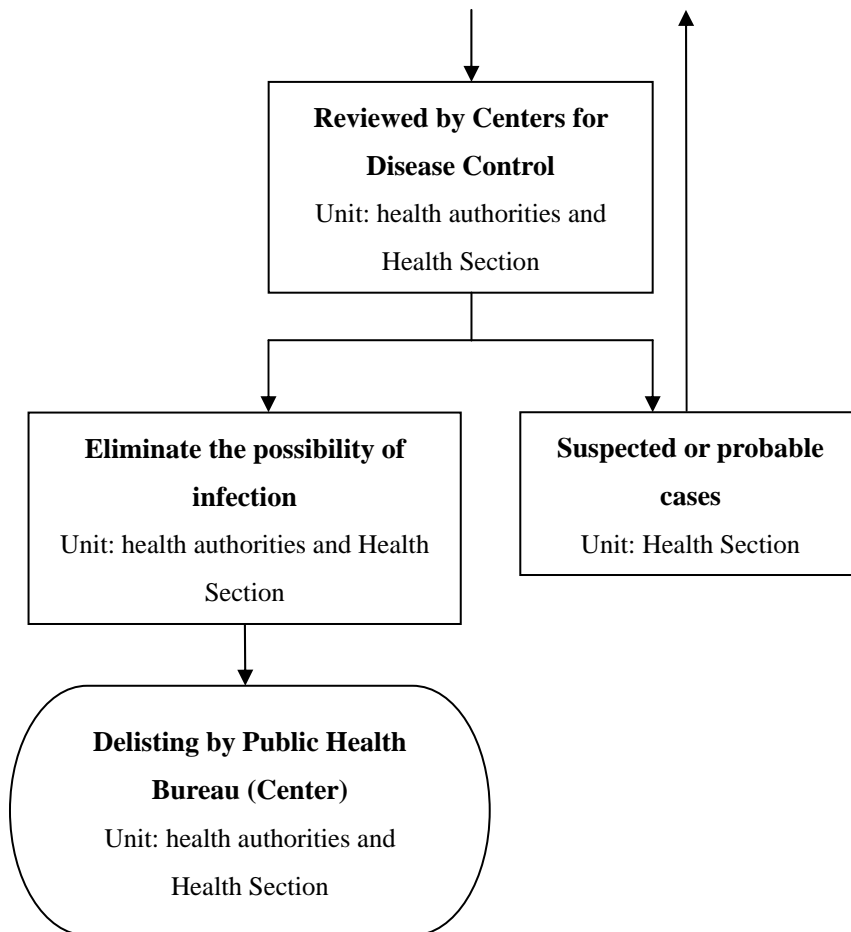 Reviewed by Centers for
Disease Control
Unit: health authorities and
Health Section
Eliminate the possibility of
infection
Unit: health authorities and Health
Section
Suspected or probable
cases
Unit: Health Section
Delisting by Public Health
Bureau (Center)
Unit: health authorities and
Health Section